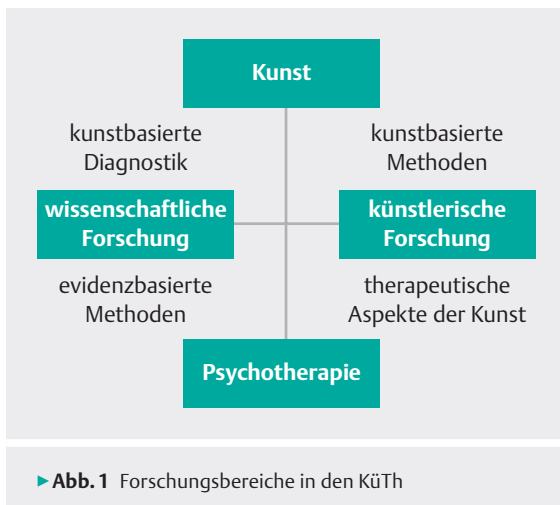 Kunst
kunstbasierte
Diagnostik
kunstbasierte
Methoden
wissenschaftliche
Forschung
künstlerische
Forschung
evidenzbasierte
Methoden
therapeutische
Aspekte der Kunst
Psychotherapie
▶ Abb. 1 Forschungsbereiche in den KüTh